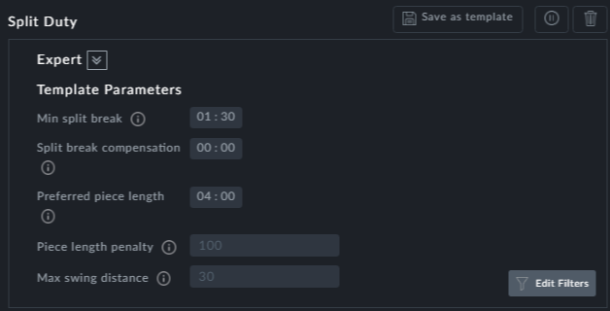 Split Duty
Save as template
Expert
Template Parameters
Min split break
01 : 30
Split break compensation
00 : 00
Preferred piece length
04 : 00
Piece length penalty
100
Max swing distance
30
Edit Filters